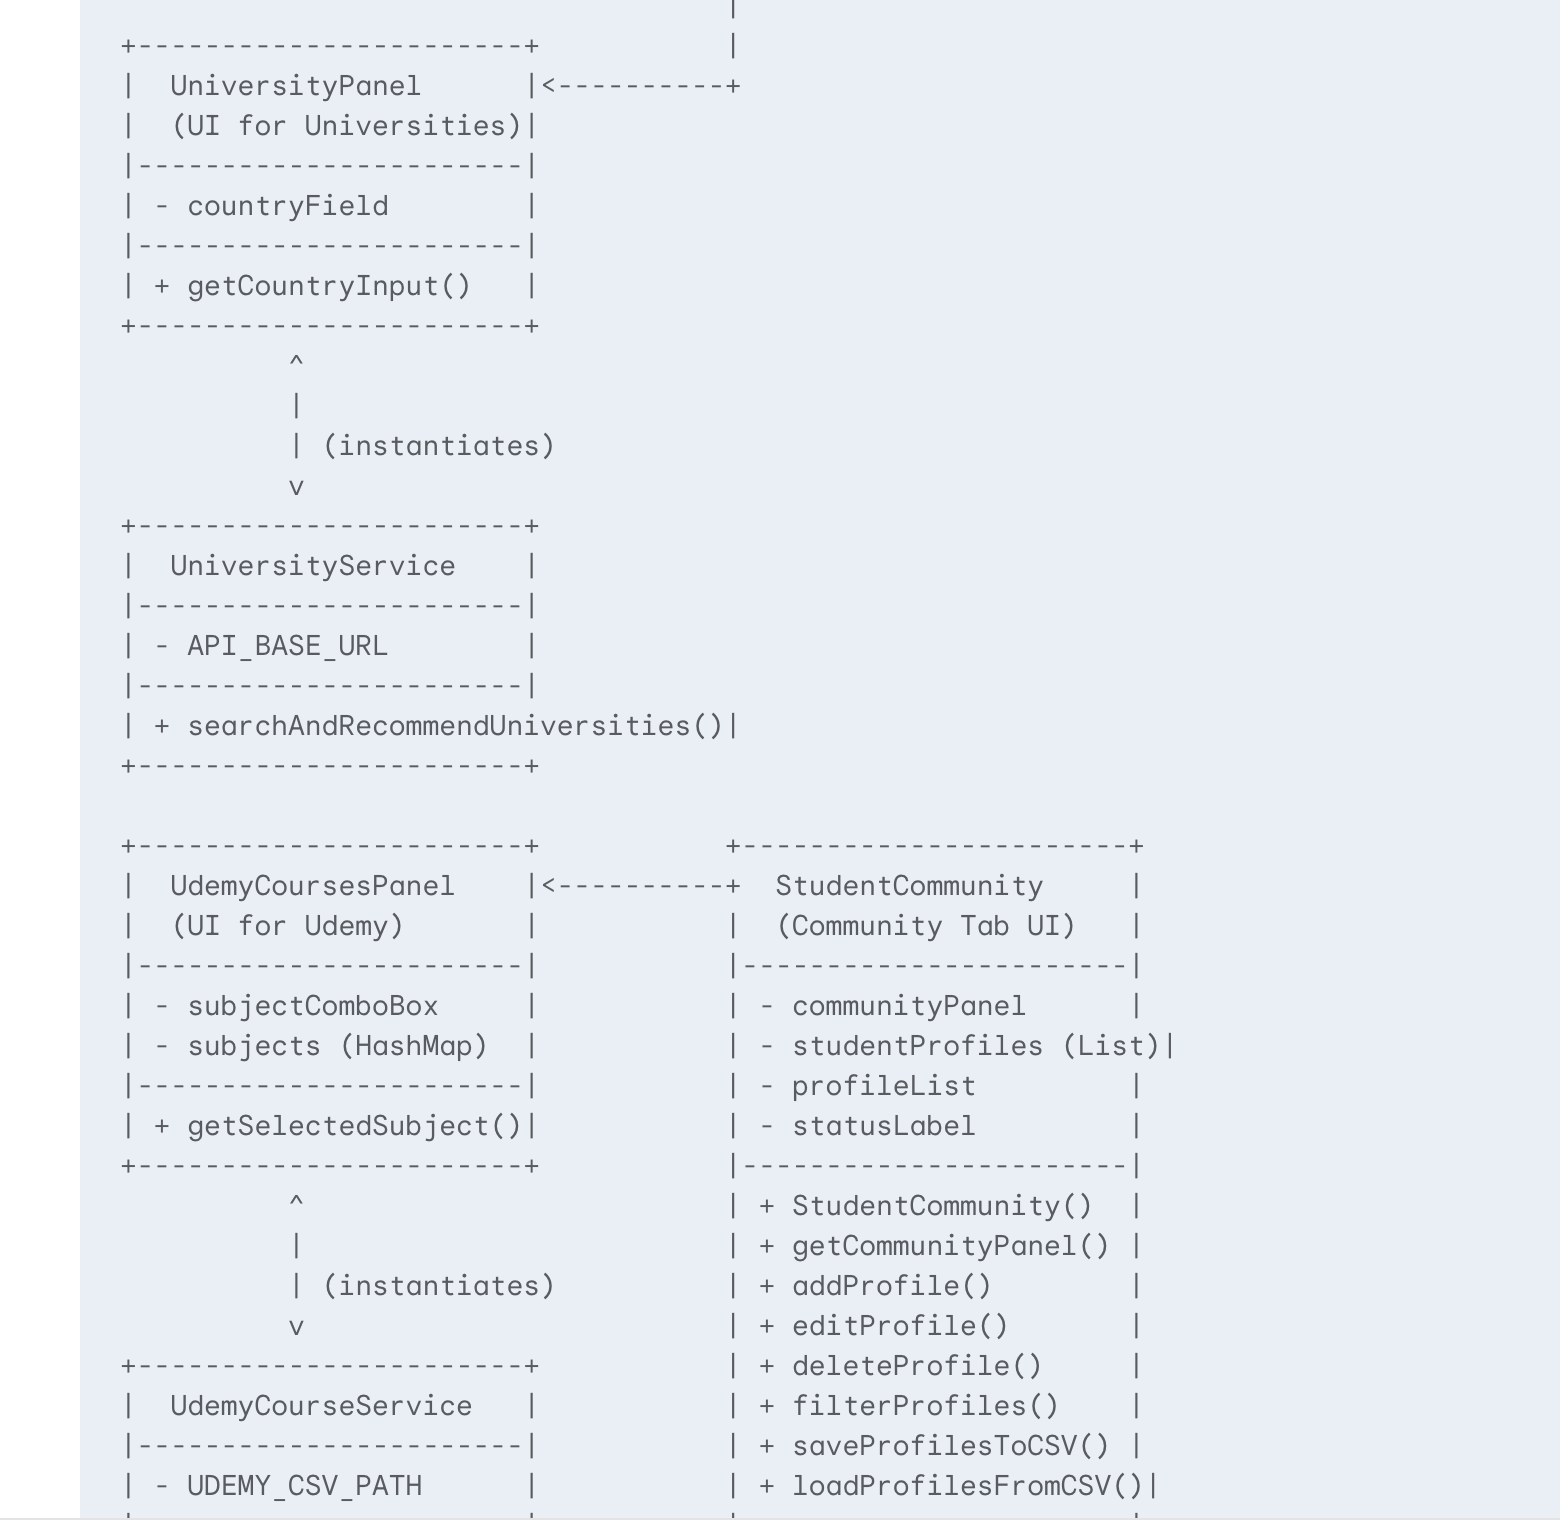 |
+-----------------------+           |
|  UniversityPanel      |<----------+
|  (UI for Universities)|
|-----------------------|
| - countryField        |
|-----------------------|
| + getCountryInput()   |
+-----------------------+
          ^
          |
          | (instantiates)
          v
+-----------------------+
|  UniversityService    |
|-----------------------|
| - API_BASE_URL        |
|-----------------------|
| + searchAndRecommendUniversities()|
+-----------------------+

+-----------------------+           +-----------------------+
|  UdemyCoursesPanel    |<----------+  StudentCommunity     |
|  (UI for Udemy)       |           |  (Community Tab UI)   |
|-----------------------|           |-----------------------|
| - subjectComboBox     |           | - communityPanel      |
| - subjects (HashMap)  |           | - studentProfiles (List)|
|-----------------------|           | - profileList         |
| + getSelectedSubject()|           | - statusLabel         |
+-----------------------+           |-----------------------|
          ^                         | + StudentCommunity()  |
          |                         | + getCommunityPanel() |
          | (instantiates)          | + addProfile()        |
          v                         | + editProfile()       |
+-----------------------+           | + deleteProfile()     |
|  UdemyCourseService   |           | + filterProfiles()    |
|-----------------------|           | + saveProfilesToCSV() |
| - UDEMY_CSV_PATH      |           | + loadProfilesFromCSV()|